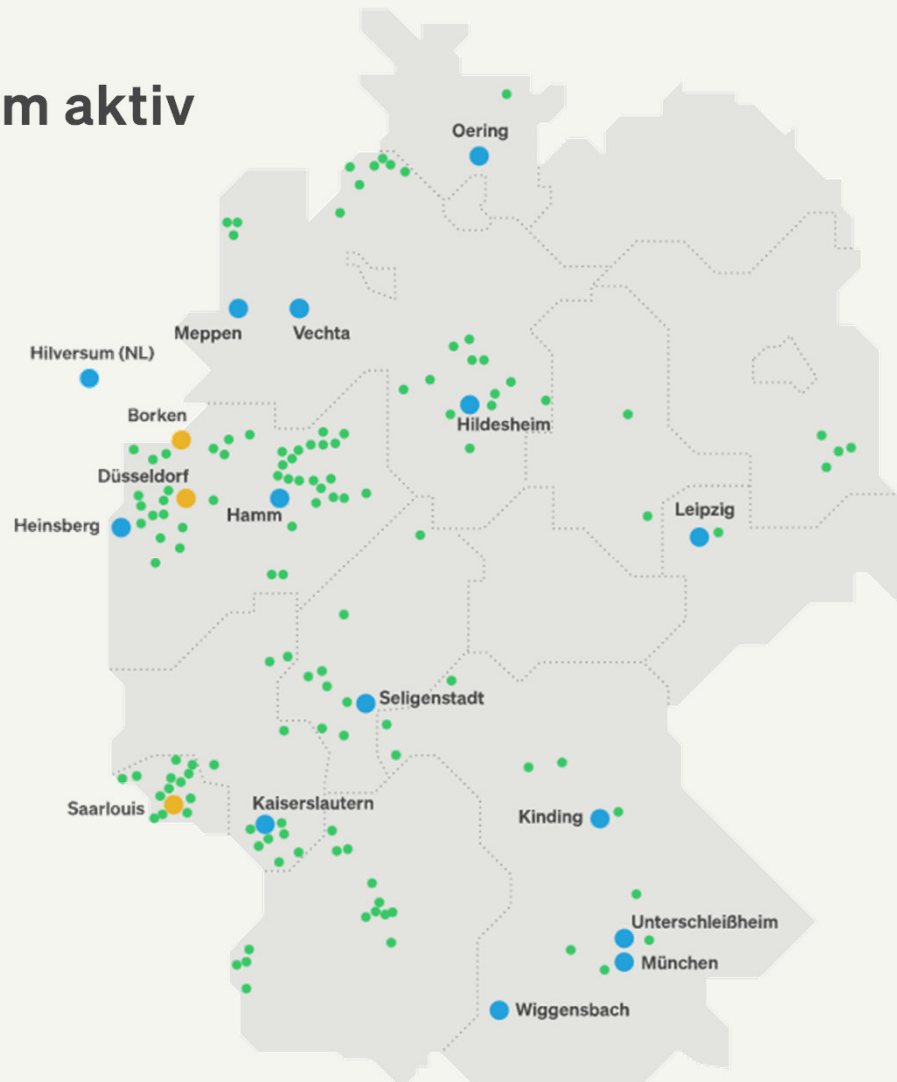 m aktiv
Oering
Meppen
Vechta
Hilversum (NL)
Borken
Hildesheim
Düsseldorf
Hamm
Heinsberg
Leipzig
Seligenstadt
Kaiserslautern
Saarlouis
Kinding
Unterschleißheim
München
Wiggensbach